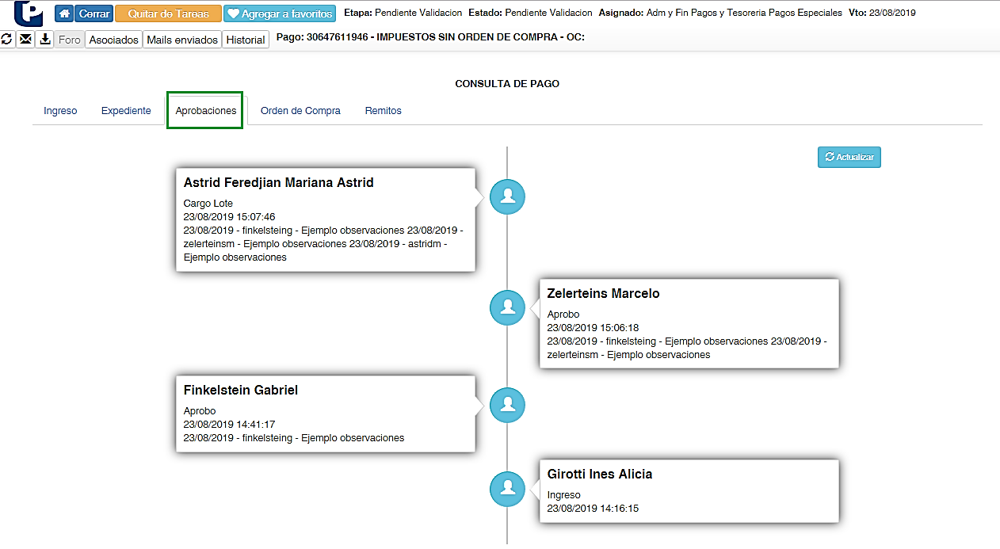 Cerrar Quitar de Tareas Agregar a favoritos Etapa: Pendiente Validacion Estado: Pendiente Validacion Asignado: Adm y Fin Pagos y Tesoreria Pagos Especiales Vto: 23/08/2019
Foro Asociados Mails enviados Historial Pago: 30647611946 - IMPUESTOS SIN ORDEN DE COMPRA - OC:
CONSULTA DE PAGO
Ingreso Expediente Aprobaciones Orden de Compra Remitos
Actualizar
Astrid Feredjian Mariana Astrid
Cargo Lote
23/08/2019 15:07:46
23/08/2019 - finkelsteing - Ejemplo observaciones 23/08/2019 -
zelerteinsm - Ejemplo observaciones 23/08/2019 - astridm -
Ejemplo observaciones
Zelerteins Marcelo
Aprobo
23/08/2019 15:06:18
23/08/2019 - finkelsteing - Ejemplo observaciones 23/08/2019 -
zelerteinsm - Ejemplo observaciones
Finkelstein Gabriel
Aprobo
23/08/2019 14:41:17
23/08/2019 - finkelsteing - Ejemplo observaciones
Girotti Ines Alicia
Ingreso
23/08/2019 14:16:15